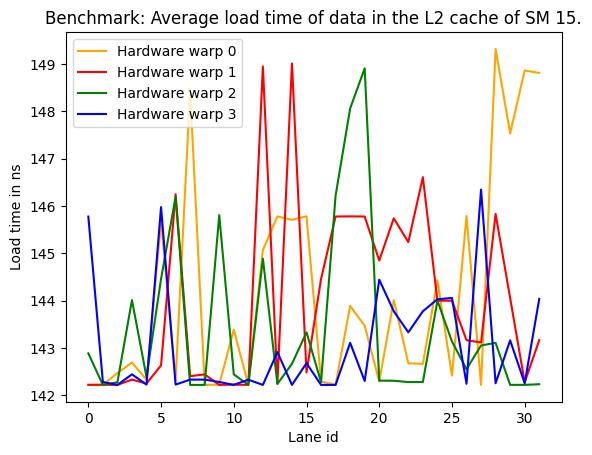 Benchmark: Average load time of data in the L2 cache of SM 15.
Hardware warp 0
Hardware warp 1
Hardware warp 2
Hardware warp 3
Load time in ns
149
148
147
146
145
144
143
142
0 5 10 15 20 25 30
Lane id